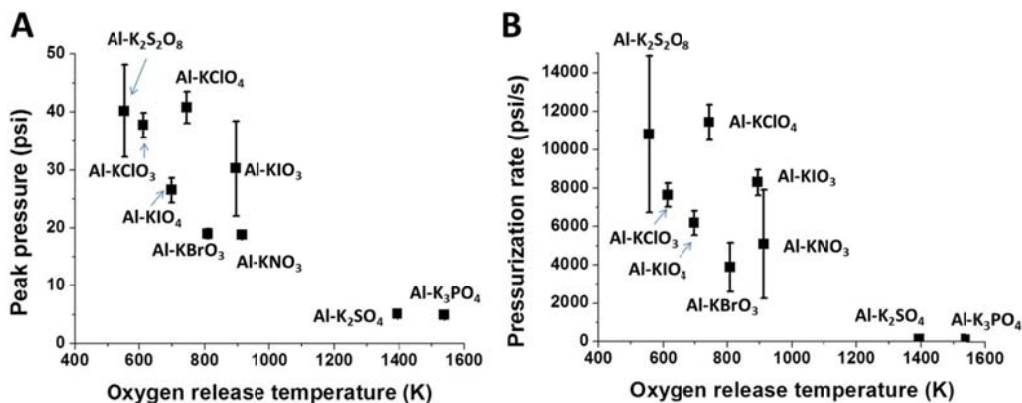 A
Al-K₂S₂O₈
Al-KClO₄
Al-KClO₃
Al-KIO₃
Al-KIO₄
Al-KBrO₃
Al-KNO₃
Al-K₂SO₄
Al-K₃PO₄
Peak pressure (psi)
50
40
30
20
10
0
400 600 800 1000 1200 1400 1600
Oxygen release temperature (K)
B
Al-K₂S₂O₈
Al-KClO₄
Al-KIO₃
Al-KClO₃
Al-KIO₄
Al-KNO₃
Al-KBrO₃
Al-K₂SO₄
Al-K₃PO₄
Pressurization rate (psi/s)
14000
12000
10000
8000
6000
4000
2000
0
400 600 800 1000 1200 1400 1600
Oxygen release temperature (K)